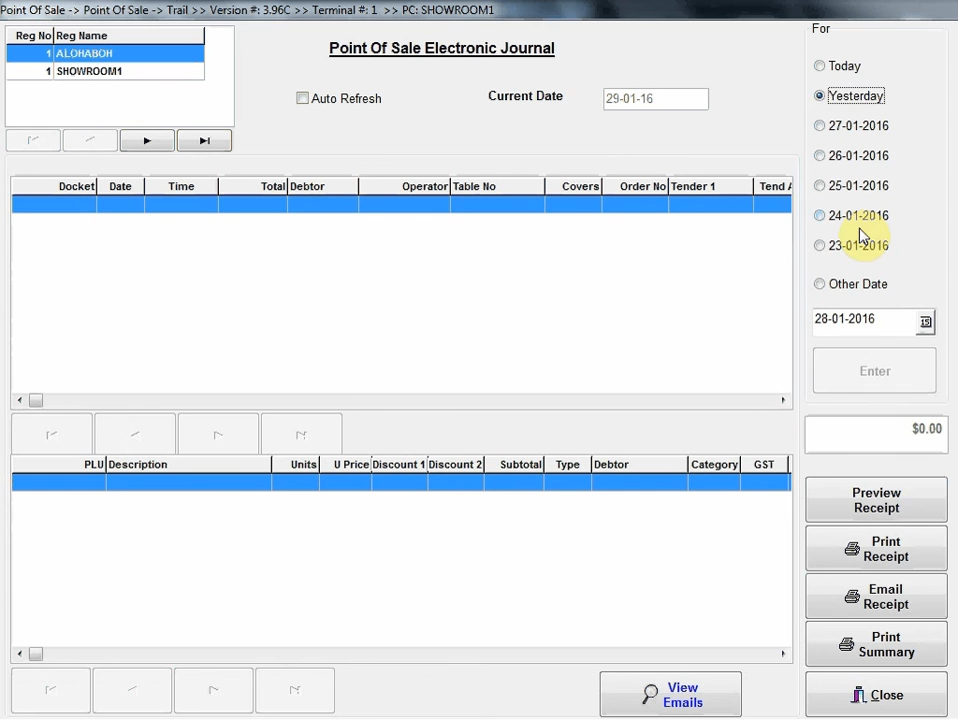 Point Of Sale -> Point Of Sale -> Trail >> Version #: 3.96C >> Terminal #: 1 >> PC: SHOWROOM1
Reg No Reg Name
1 ALOHABOH
1 SHOWROOM1
Point Of Sale Electronic Journal
Auto Refresh
Current Date
29-01-16
For
Today
Yesterday
27-01-2016
26-01-2016
25-01-2016
24-01-2016
23-01-2016
Other Date
28-01-2016
15
Enter
Docket Date Time Total Debtor Operator Table No Covers Order No Tender 1 Tend A
$0.00
PLU Description Units U Price Discount 1 Discount 2 Subtotal Type Debtor Category GST
Preview
Receipt
Print
Receipt
Email
Receipt
Print
Summary
View
Emails
Close